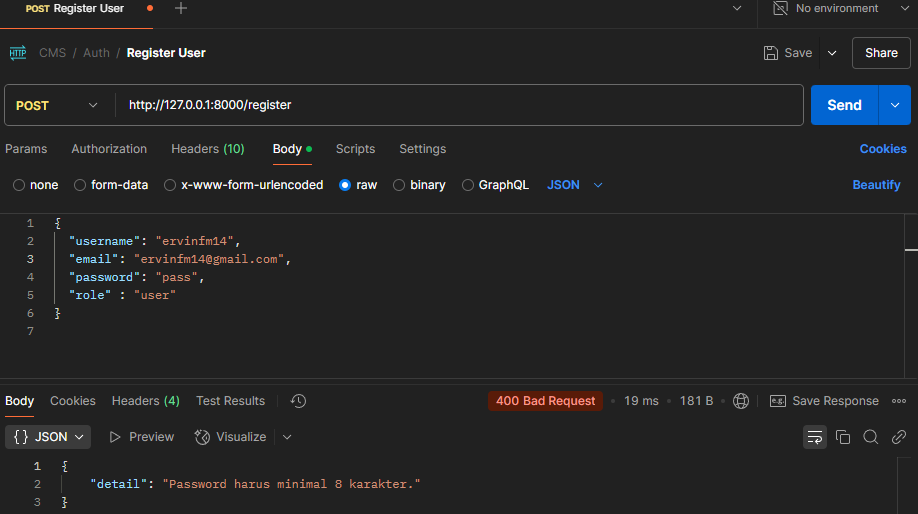 POST Register User
No environment
HTTP CMS / Auth / Register User
Save
Share
POST http://127.0.0.1:8000/register
Send
Params Authorization Headers (10) Body Scripts Settings Cookies
none form-data x-www-form-urlencoded raw binary GraphQL JSON Beautify
1 {
2 "username": "ervinfm14",
3 "email": "ervinfm14@gmail.com",
4 "password": "pass",
5 "role" : "user"
6 }
7
Body Cookies Headers (4) Test Results 400 Bad Request • 19 ms • 181 B e.g. Save Response
{} JSON Preview Visualize
1 {
2 "detail": "Password harus minimal 8 karakter."
3 }